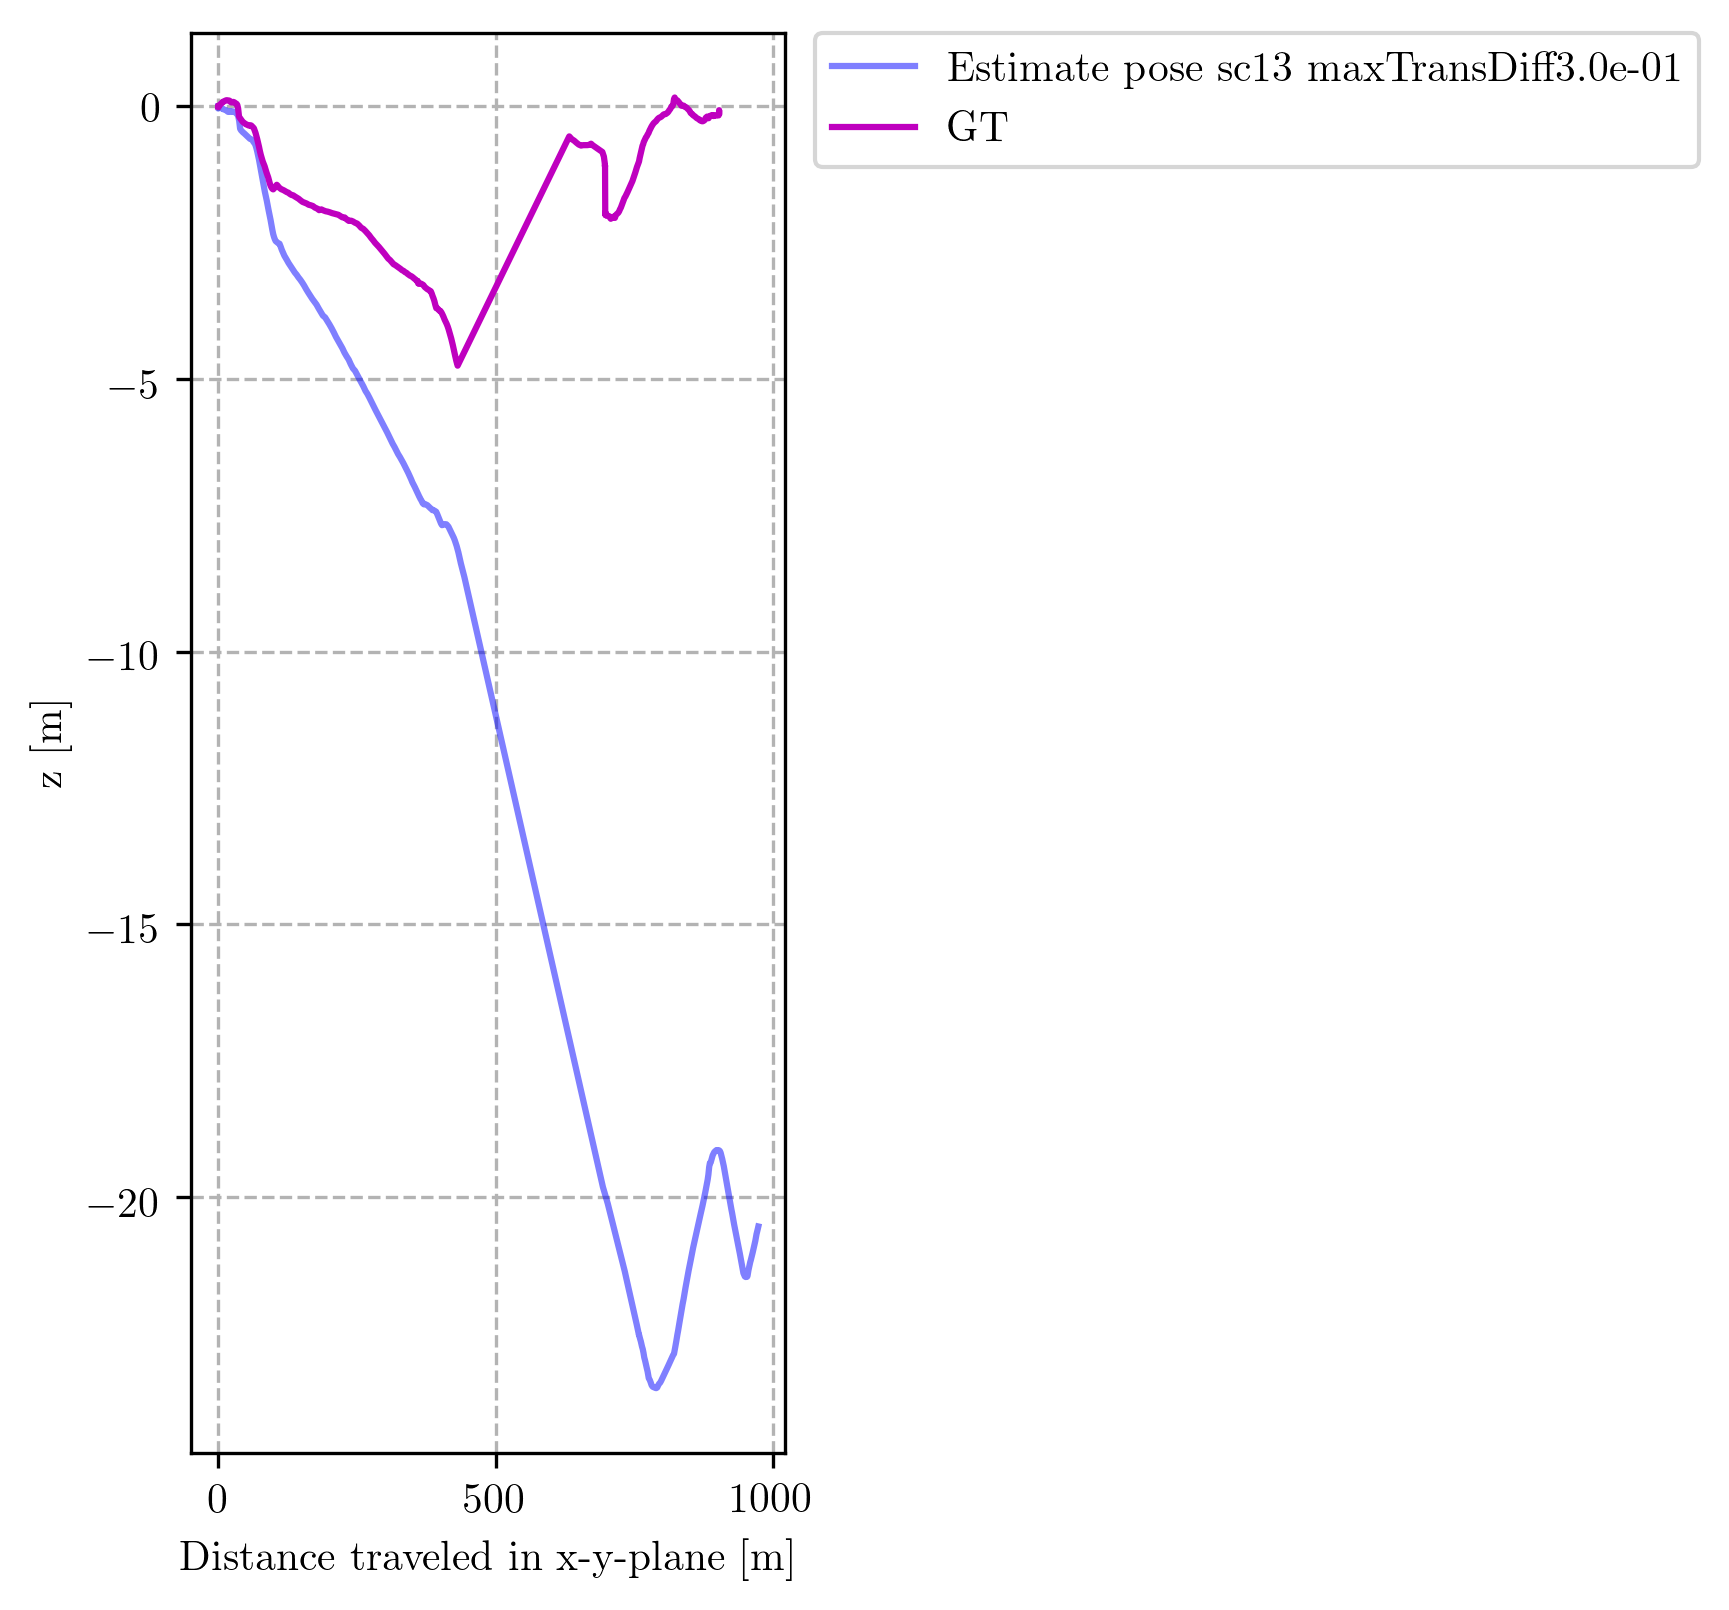 Estimate pose sc13 maxTransDiff3.0e-01
GT
0
−5
−10
−15
−20
z [m]
0 500 1000
Distance traveled in x-y-plane [m]